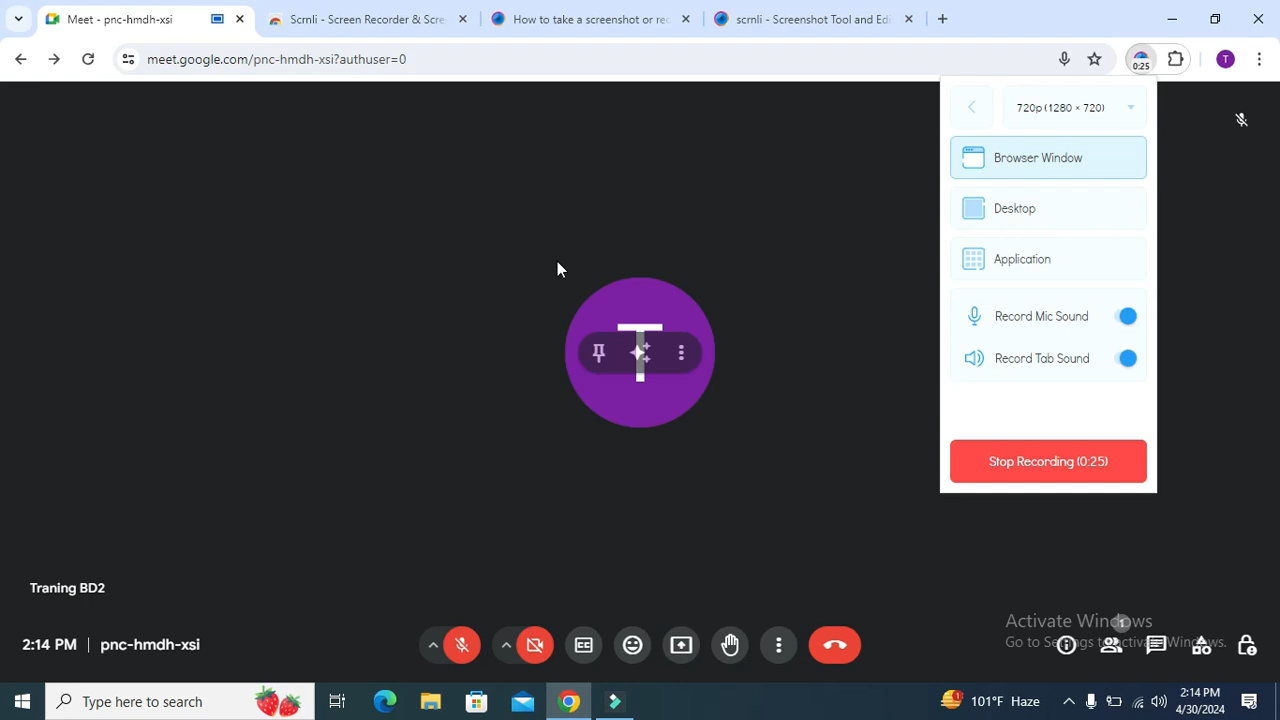 Meet - pnc-hmdh-xsi
Scrnli - Screen Recorder & Scre
How to take a screenshot or rec
scrnli - Screenshot Tool and Edi
meet.google.com/pnc-hmdh-xsi?authuser=0
0:25
T
720p (1280 × 720)
Browser Window
Desktop
Application
Record Mic Sound
Record Tab Sound
Stop Recording (0:25)
T
Traning BD2
2:14 PM | pnc-hmdh-xsi
1
Activate Windows
Go to Settings to activate Windows.
Type here to search
101°F Haze
2:14 PM
4/30/2024